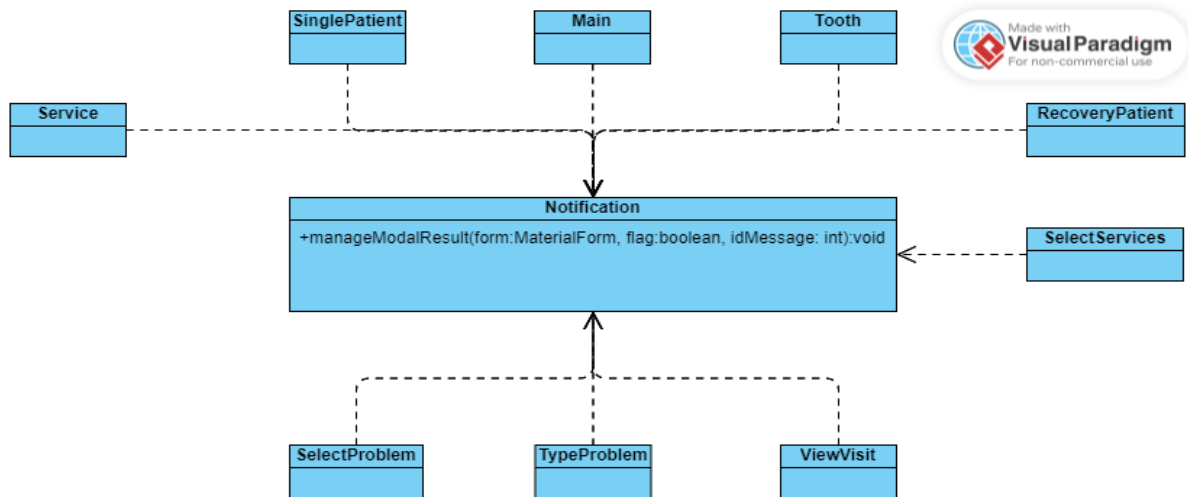 SinglePatient
Main
Tooth
Made with
Visual Paradigm
For non-commercial use
Service
RecoveryPatient
Notification
+manageModalResult(form:MaterialForm, flag:boolean, idMessage: int):void
SelectServices
SelectProblem
TypeProblem
ViewVisit